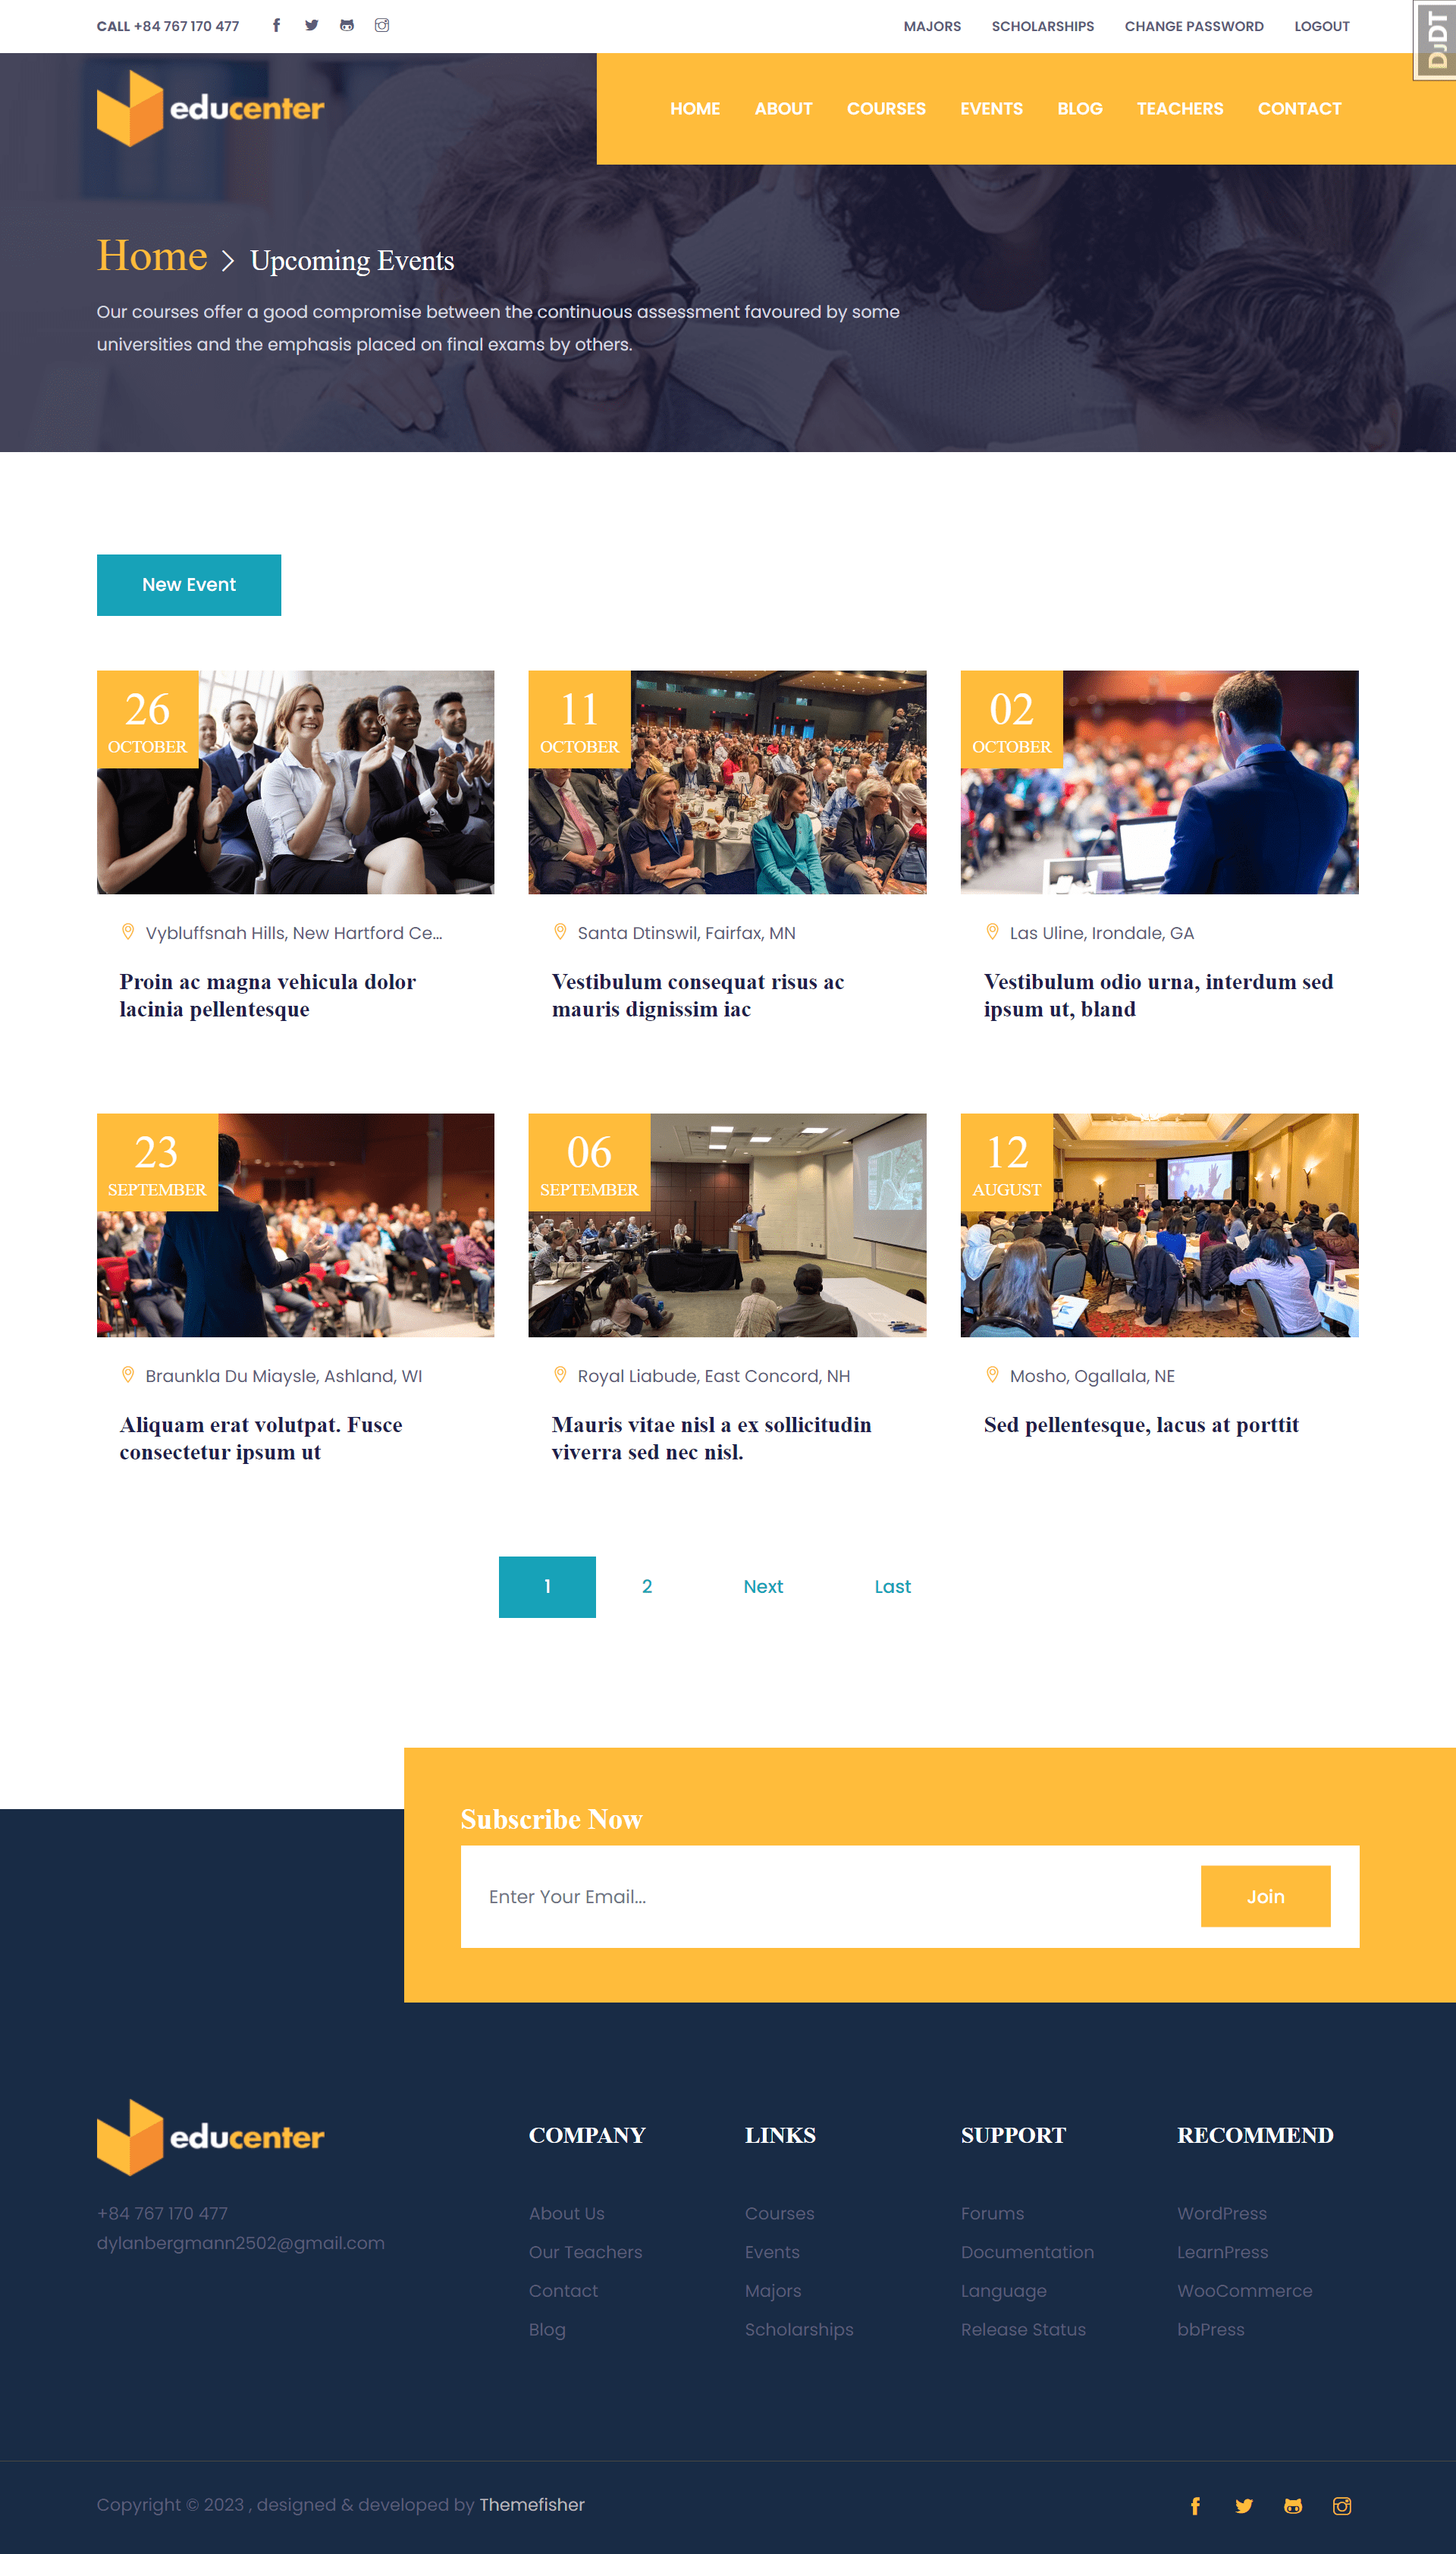 CALL +84 767 170 477
MAJORS SCHOLARSHIPS CHANGE PASSWORD LOGOUT
DJDT
educenter
HOME ABOUT COURSES EVENTS BLOG TEACHERS CONTACT
Home > Upcoming Events
Our courses offer a good compromise between the continuous assessment favoured by some
universities and the emphasis placed on final exams by others.
New Event
26
OCTOBER
Vybluffsnah Hills, New Hartford Ce...
Proin ac magna vehicula dolor
lacinia pellentesque
11
OCTOBER
Santa Dtinswil, Fairfax, MN
Vestibulum consequat risus ac
mauris dignissim iac
02
OCTOBER
Las Uline, Irondale, GA
Vestibulum odio urna, interdum sed
ipsum ut, bland
23
SEPTEMBER
Braunkla Du Miaysle, Ashland, WI
Aliquam erat volutpat. Fusce
consectetur ipsum ut
06
SEPTEMBER
Royal Liabude, East Concord, NH
Mauris vitae nisl a ex sollicitudin
viverra sed nec nisl.
12
AUGUST
Mosho, Ogallala, NE
Sed pellentesque, lacus at porttit
1 2 Next Last
Subscribe Now
Enter Your Email...
Join
educenter
+84 767 170 477
dylanbergmann2502@gmail.com
COMPANY
About Us
Our Teachers
Contact
Blog
LINKS
Courses
Events
Majors
Scholarships
SUPPORT
Forums
Documentation
Language
Release Status
RECOMMEND
WordPress
LearnPress
WooCommerce
bbPress
Copyright © 2023 , designed & developed by Themefisher